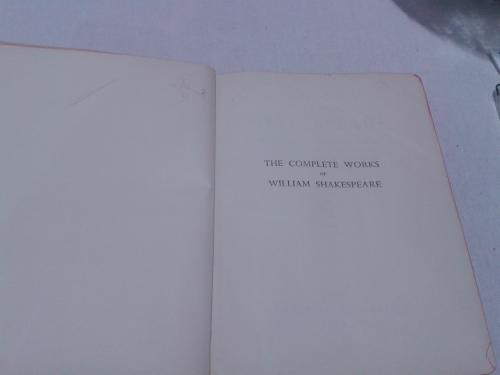 THE COMPLETE WORKS
OF
WILLIAM SHAKESPEARE